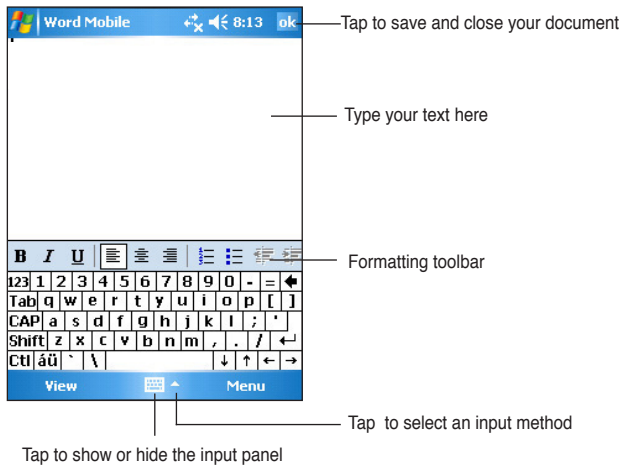 Word Mobile 8:13 ok
Tap to save and close your document
Type your text here
B I U
Formatting toolbar
123 1 2 3 4 5 6 7 8 9 0 - =
Tab q w e r t y u i o p [ ]
CAP a s d f g h j k l ; '
Shift z x c v b n m , . /
Ctl áü ` \
View Menu
Tap to select an input method
Tap to show or hide the input panel